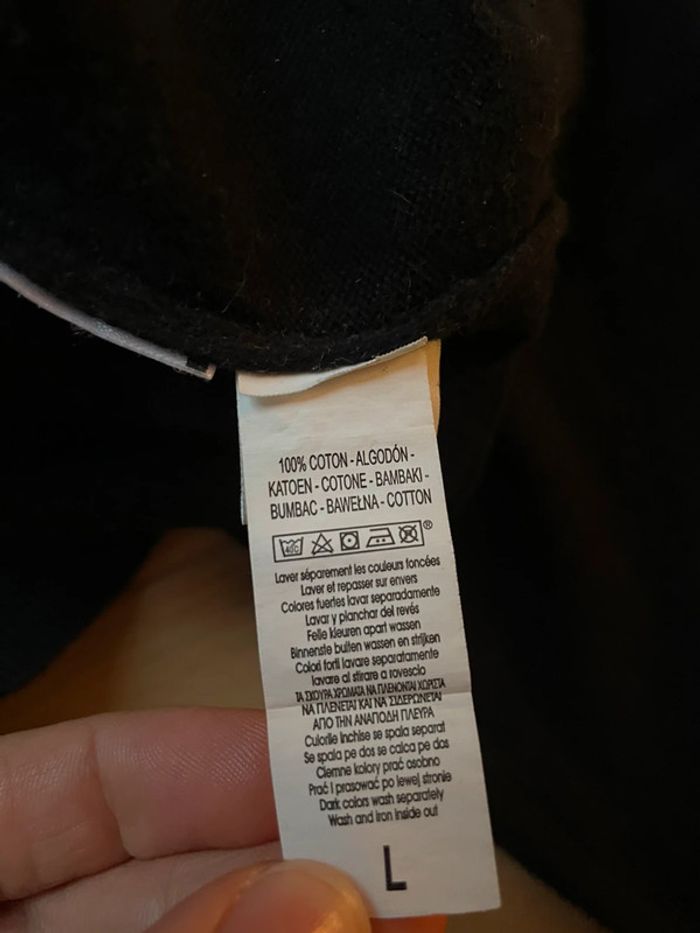 100% COTON - ALGODÓN -
KATOEN - COTONE - BAMBAKI -
BUMBAC - BAWEŁNA - COTTON
40C ®
Laver séparement les couleurs foncées
Laver et repasser sur envers
Colores fuertes lavar separadamente
Lavar y planchar del revés
Felle kleuren apart wassen
Binnenste buiten wassen en strijken
Colori forti lavare separatamente
lavare al stirare a rovescio
ΤΑ ΣΚΟΥΡΑ ΧΡΩΜΑΤΑ ΝΑ ΠΛΕΝΟΝΤΑΙ ΧΩΡΙΣΤΑ
ΝΑ ΠΛΕΝΕΤΑΙ ΚΑΙ ΝΑ ΣΙΔΕΡΩΝΕΤΑΙ
ΑΠΟ ΤΗΝ ΑΝΑΠΟΔΗ ΠΛΕΥΡΑ
Culorile inchise se spala separat
Se spala pe dos se calca pe dos
Ciemne kolory prać osobno
Prać i prasować po lewej stronie
Dark colors wash separately
Wash and iron inside out
L